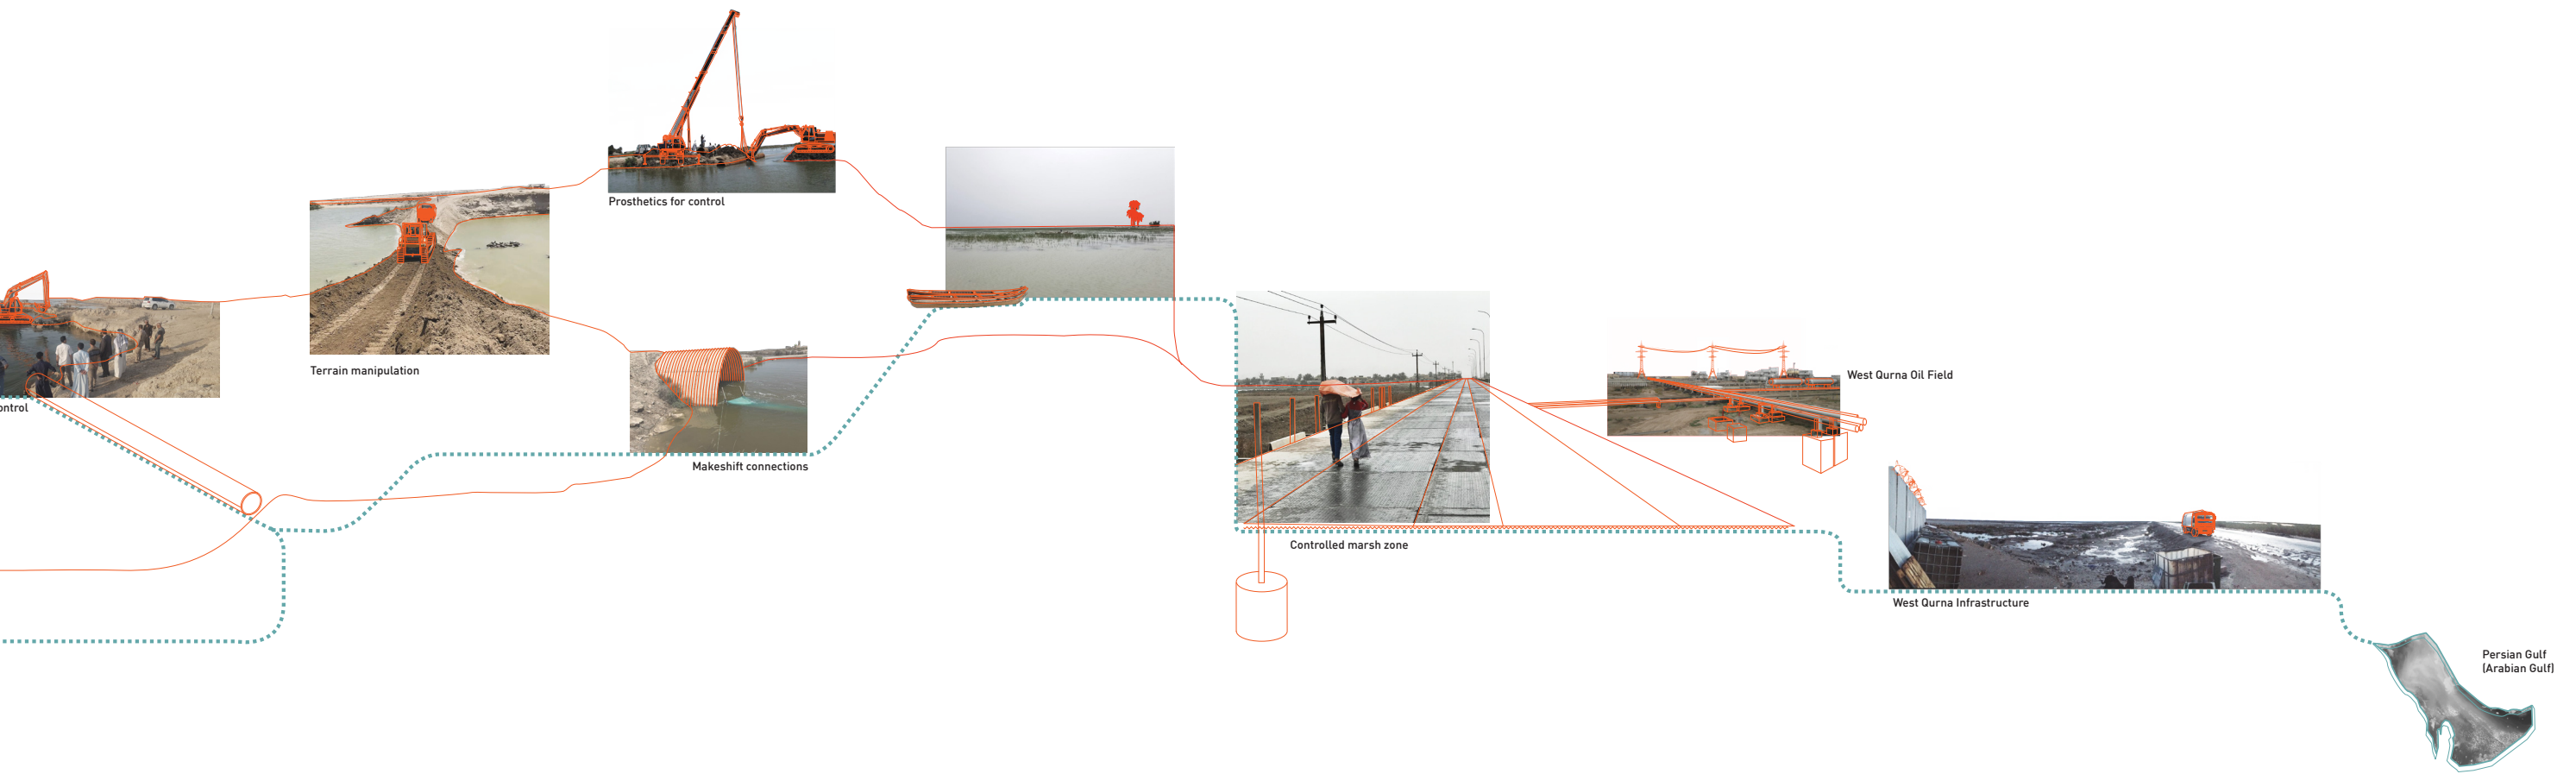 Prosthetics for control
Terrain manipulation
West Qurna Oil Field
ontrol
Makeshift connections
Controlled marsh zone
West Qurna Infrastructure
Persian Gulf
(Arabian Gulf)